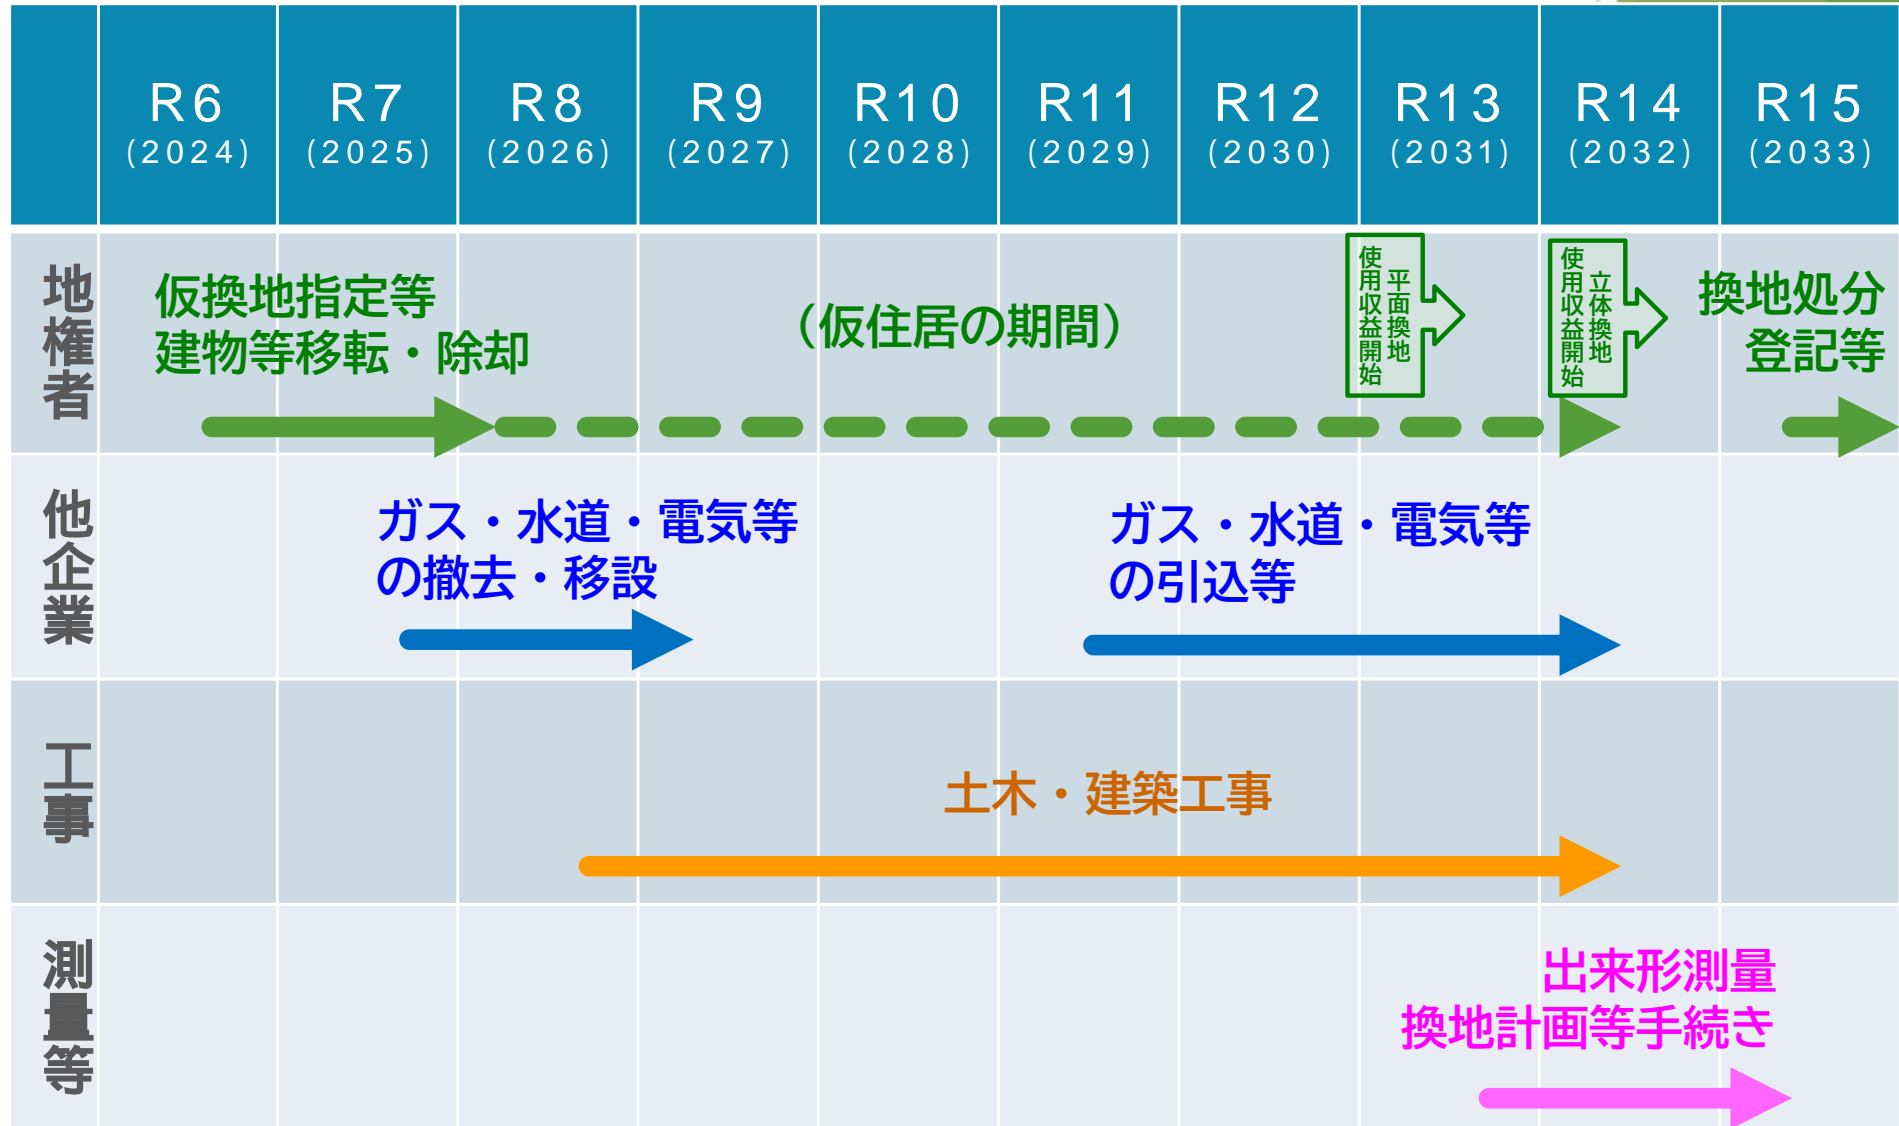 R6
(2024)
R7
(2025)
R8
(2026)
R9
(2027)
R10
(2028)
R11
(2029)
R12
(2030)
R13
(2031)
R14
(2032)
R15
(2033)
地権者
仮換地指定等
建物等移転・除却
（仮住居の期間）
平面換地
使用収益開始
立体換地
使用収益開始
換地処分
登記等
他企業
ガス・水道・電気等
の撤去・移設
ガス・水道・電気等
の引込等
工事
土木・建築工事
測量等
出来形測量
換地計画等手続き